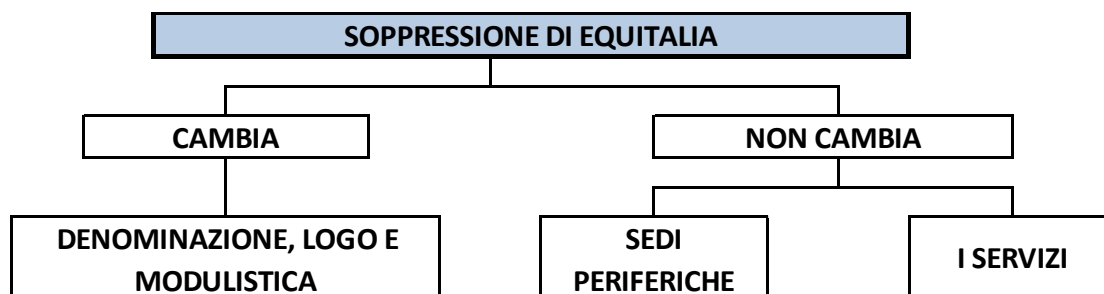 SOPPRESSIONE DI EQUITALIA
CAMBIA
NON CAMBIA
DENOMINAZIONE, LOGO E
MODULISTICA
SEDI
PERIFERICHE
I SERVIZI